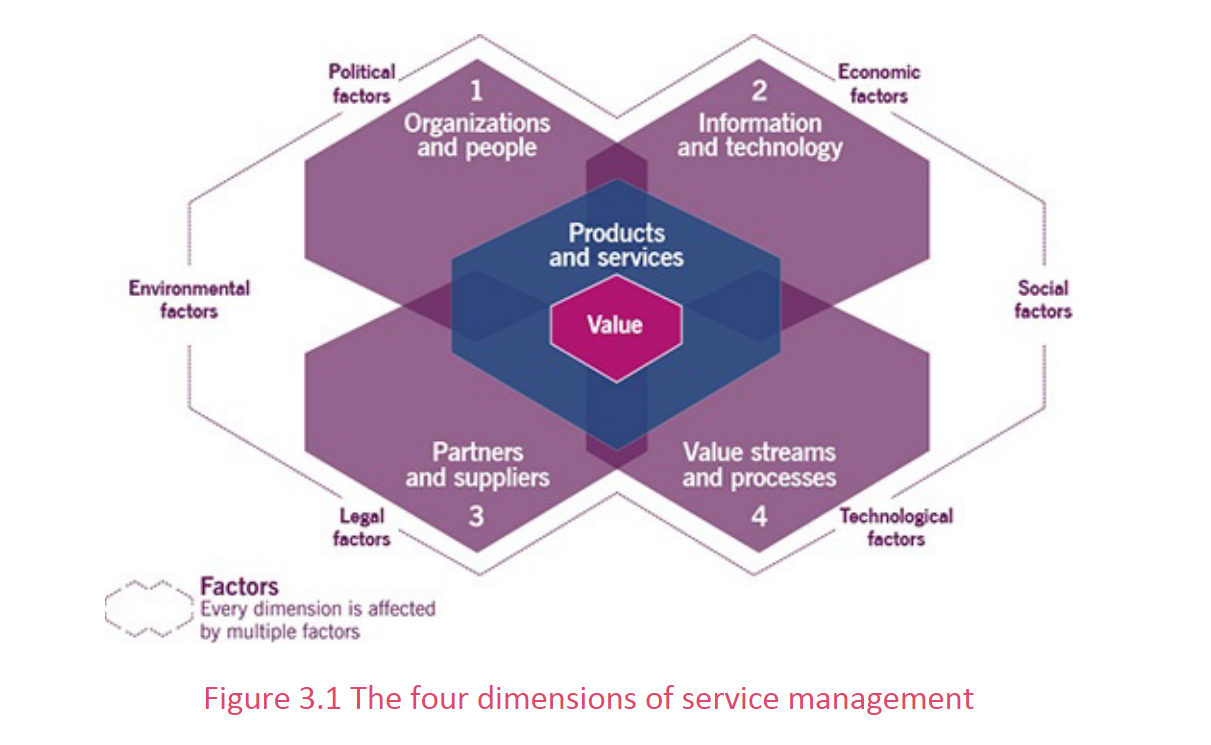 Political
factors
Economic
factors
1
Organizations
and people
2
Information
and technology
Products
and services
Value
Environmental
factors
Social
factors
Partners
and suppliers
3
Value streams
and processes
4
Legal
factors
Technological
factors
Factors
Every dimension is affected
by multiple factors
Figure 3.1 The four dimensions of service management